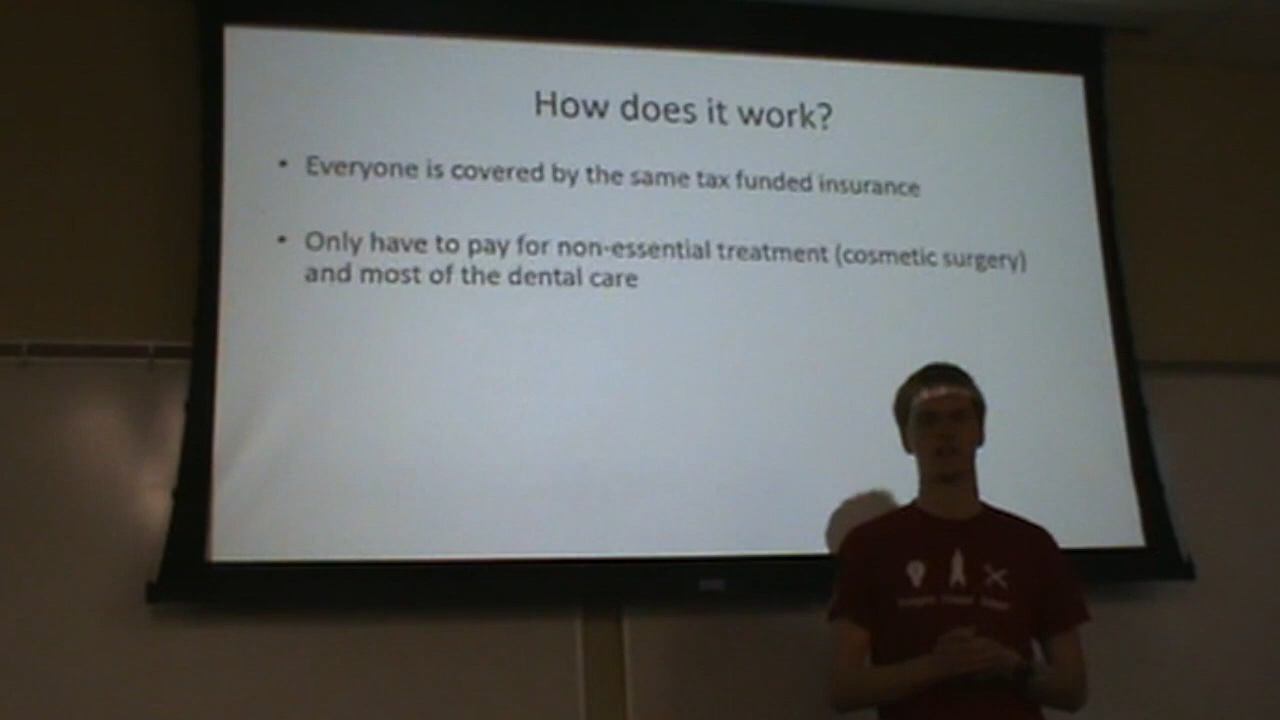 How does it work?
• Everyone is covered by the same tax funded insurance
• Only have to pay for non-essential treatment (cosmetic surgery)
and most of the dental care